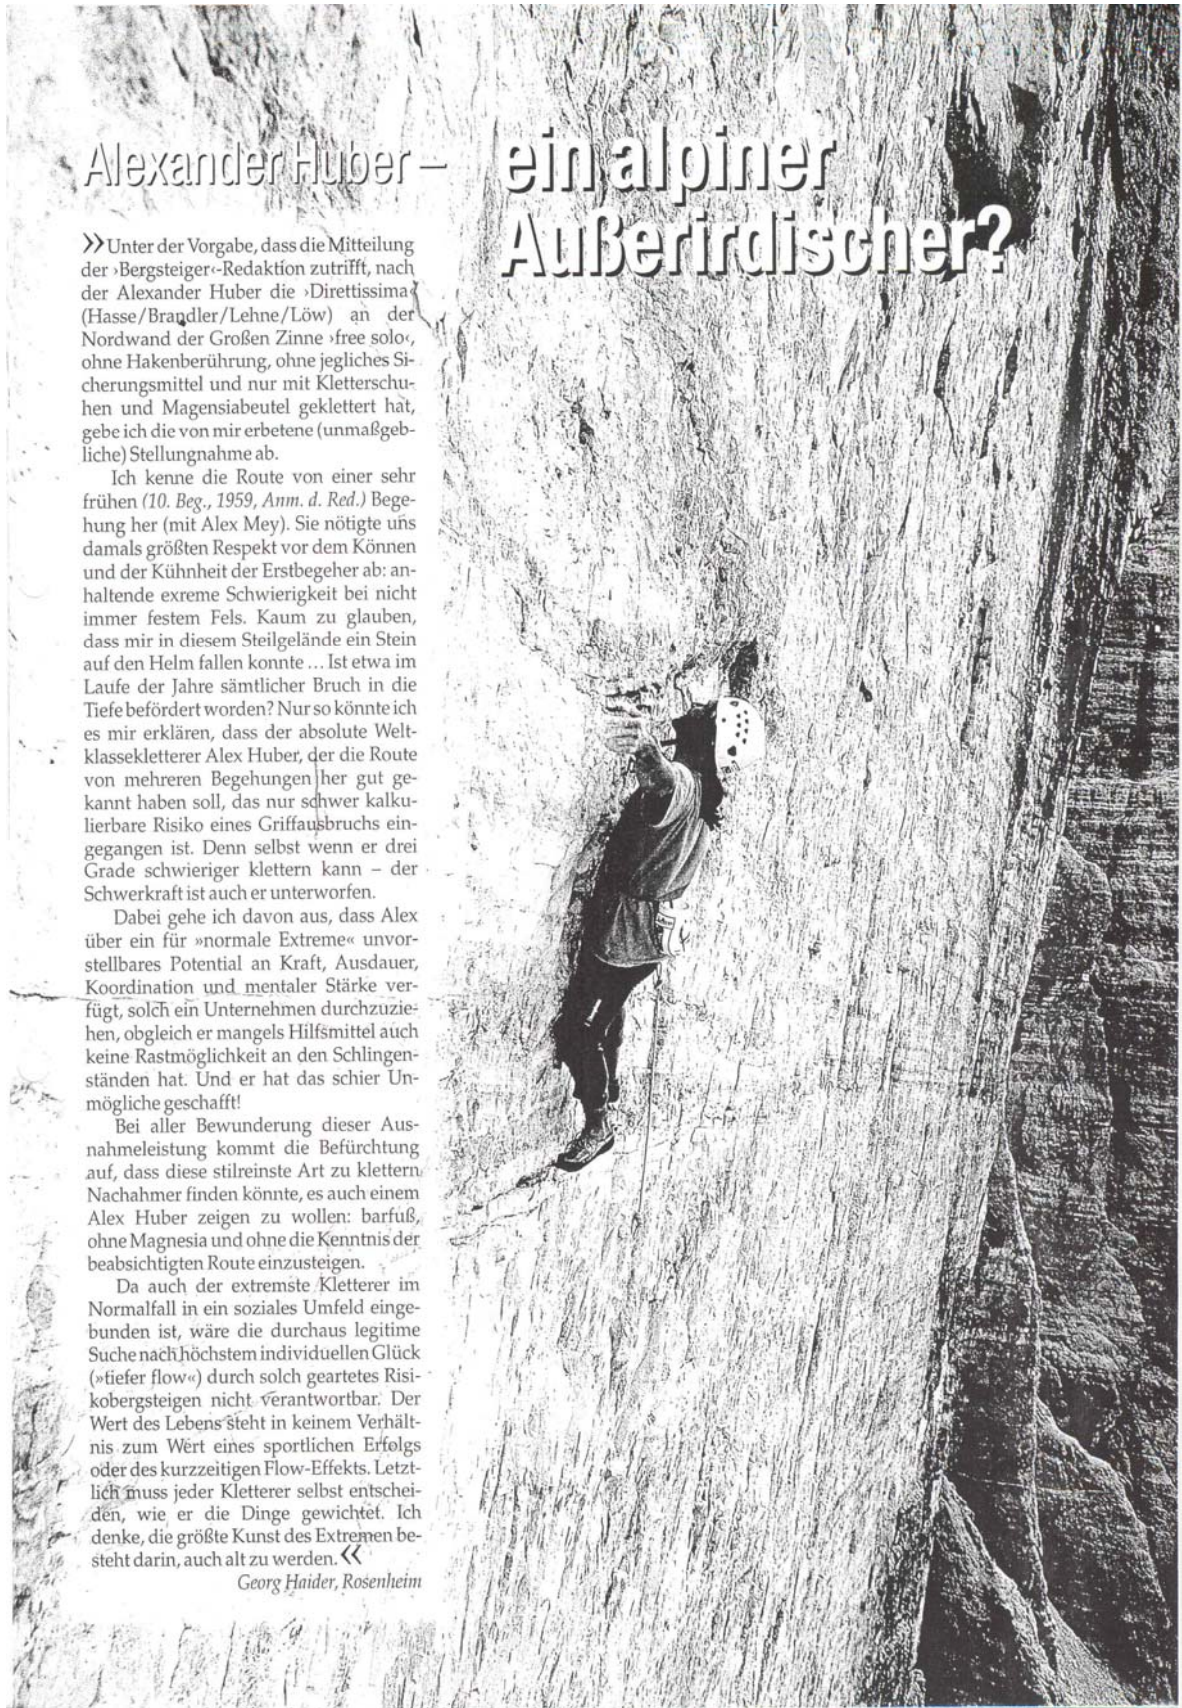 Alexander Huber – ein alpiner
Außerirdischer?
»Unter der Vorgabe, dass die Mitteilung
der ›Bergsteiger‹-Redaktion zutrifft, nach
der Alexander Huber die ›Direttissima‹
(Hasse/Brandler/Lehne/Löw) an der
Nordwand der Großen Zinne ›free solo‹,
ohne Hakenberührung, ohne jegliches Si-
cherungsmittel und nur mit Kletterschu-
hen und Magensiabeutel geklettert hat,
gebe ich die von mir erbetene (unmaßgeb-
liche) Stellungnahme ab.
Ich kenne die Route von einer sehr
frühen (10. Beg., 1959, Anm. d. Red.) Bege-
hung her (mit Alex Mey). Sie nötigte uns
damals größten Respekt vor dem Können
und der Kühnheit der Erstbegeher ab: an-
haltende exreme Schwierigkeit bei nicht
immer festem Fels. Kaum zu glauben,
dass mir in diesem Steilgelände ein Stein
auf den Helm fallen konnte ... Ist etwa im
Laufe der Jahre sämtlicher Bruch in die
Tiefe befördert worden? Nur so könnte ich
es mir erklären, dass der absolute Welt-
klassekletterer Alex Huber, der die Route
von mehreren Begehungen her gut ge-
kannt haben soll, das nur schwer kalku-
lierbare Risiko eines Griffausbruchs ein-
gegangen ist. Denn selbst wenn er drei
Grade schwieriger klettern kann – der
Schwerkraft ist auch er unterworfen.
Dabei gehe ich davon aus, dass Alex
über ein für »normale Extreme« unvor-
stellbares Potential an Kraft, Ausdauer,
Koordination und mentaler Stärke ver-
fügt, solch ein Unternehmen durchzuzie-
hen, obgleich er mangels Hilfsmittel auch
keine Rastmöglichkeit an den Schlingen-
ständen hat. Und er hat das schier Un-
mögliche geschafft!
Bei aller Bewunderung dieser Aus-
nahmeleistung kommt die Befürchtung
auf, dass diese stilreinste Art zu klettern
Nachahmer finden könnte, es auch einem
Alex Huber zeigen zu wollen: barfuß,
ohne Magnesia und ohne die Kenntnis der
beabsichtigten Route einzusteigen.
Da auch der extremste Kletterer im
Normalfall in ein soziales Umfeld einge-
bunden ist, wäre die durchaus legitime
Suche nach höchstem individuellen Glück
(»tiefer flow«) durch solch geartetes Risi-
kobergsteigen nicht verantwortbar. Der
Wert des Lebens steht in keinem Verhält-
nis zum Wert eines sportlichen Erfolgs
oder des kurzzeitigen Flow-Effekts. Letzt-
lich muss jeder Kletterer selbst entschei-
den, wie er die Dinge gewichtet. Ich
denke, die größte Kunst des Extremen be-
steht darin, auch alt zu werden.«
Georg Haider, Rosenheim